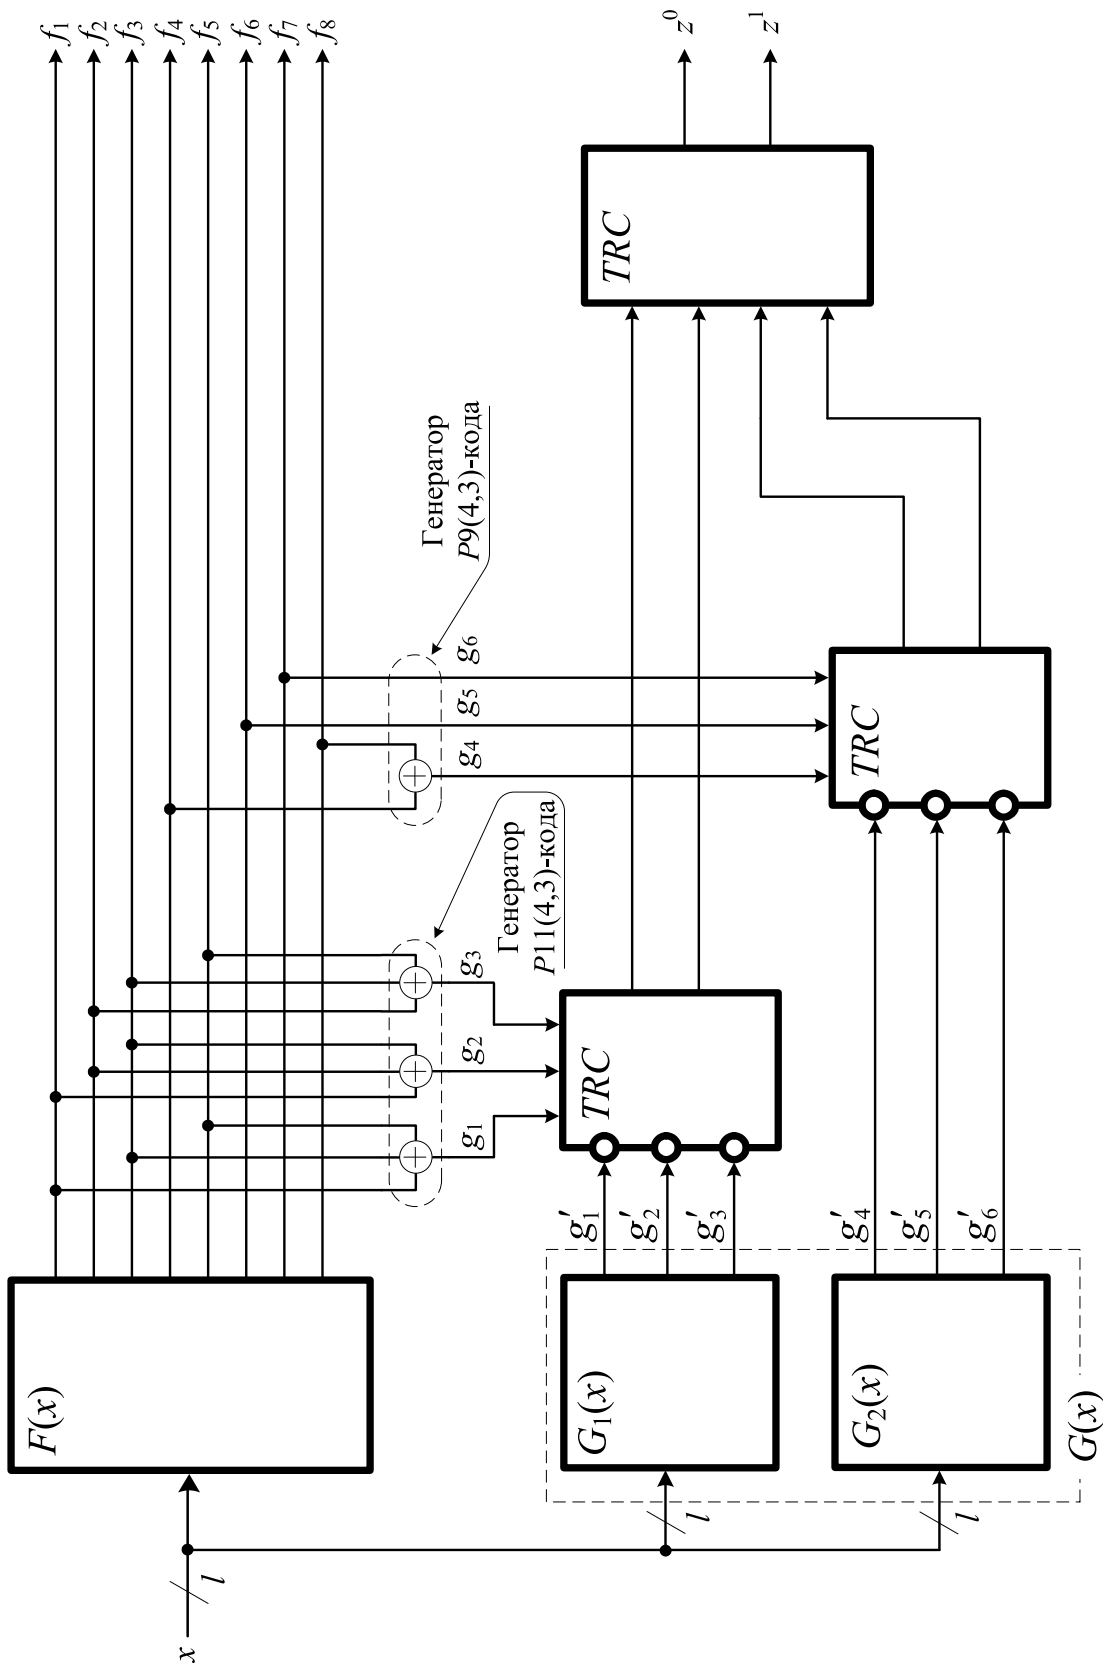 x
l
F(x)
f1
f2
f3
f4
f5
f6
f7
f8
g1
g2
g3
Генератор
P11(4,3)-кода
g4
g5
g6
Генератор
P9(4,3)-кода
l
G1(x)
g′1
g′2
g′3
TRC
l
G2(x)
g′4
g′5
g′6
TRC
G(x)
TRC
z0
z1